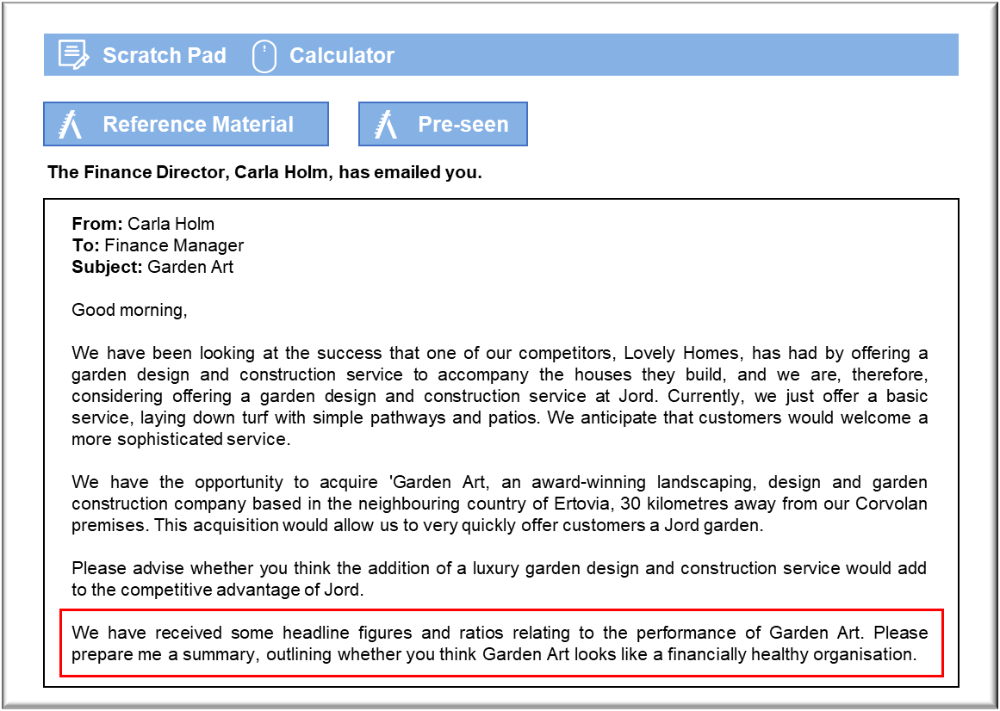 Scratch Pad Calculator
Reference Material Pre-seen
The Finance Director, Carla Holm, has emailed you.
From: Carla Holm
To: Finance Manager
Subject: Garden Art
Good morning,
We have been looking at the success that one of our competitors, Lovely Homes, has had by offering a
garden design and construction service to accompany the houses they build, and we are, therefore,
considering offering a garden design and construction service at Jord. Currently, we just offer a basic
service, laying down turf with simple pathways and patios. We anticipate that customers would welcome a
more sophisticated service.
We have the opportunity to acquire 'Garden Art, an award-winning landscaping, design and garden
construction company based in the neighbouring country of Ertovia, 30 kilometres away from our Corvolan
premises. This acquisition would allow us to very quickly offer customers a Jord garden.
Please advise whether you think the addition of a luxury garden design and construction service would add
to the competitive advantage of Jord.
We have received some headline figures and ratios relating to the performance of Garden Art. Please
prepare me a summary, outlining whether you think Garden Art looks like a financially healthy organisation.